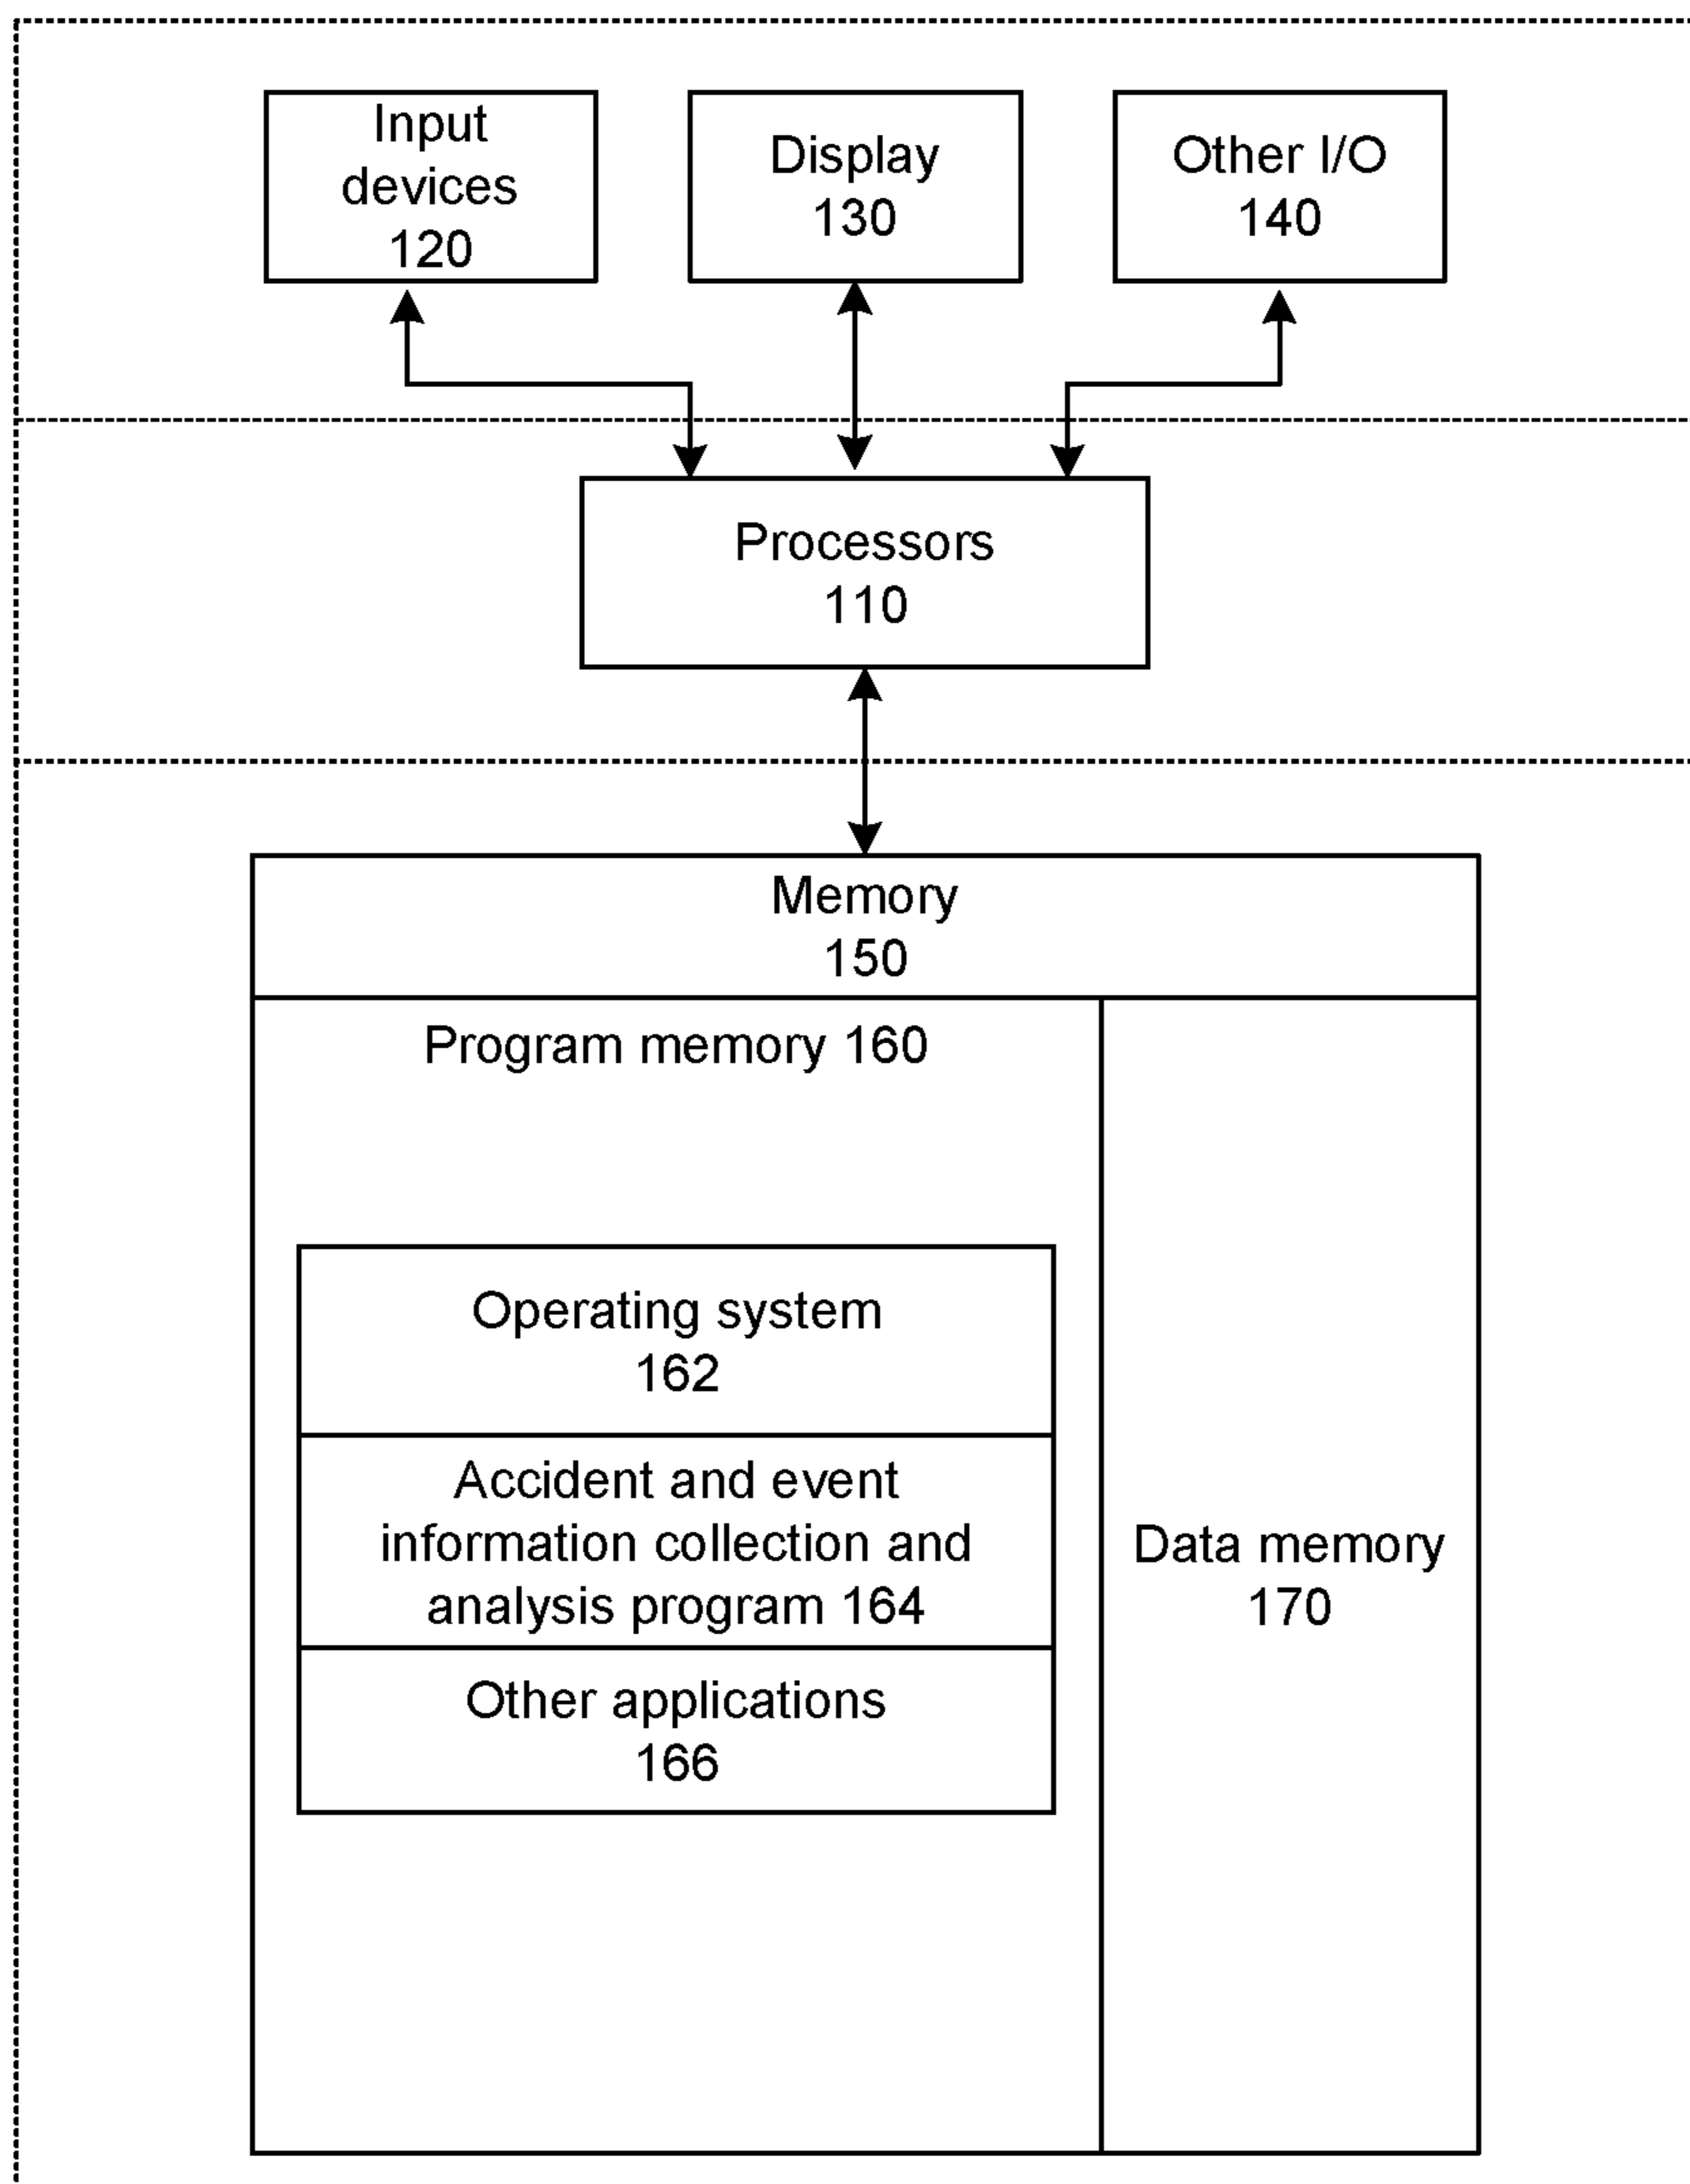 Input
devices
120
Display
130
Other I/O
140
Processors
110
Memory
150
Program memory 160
Operating system
162
Accident and event
information collection and
analysis program 164
Other applications
166
Data memory
170